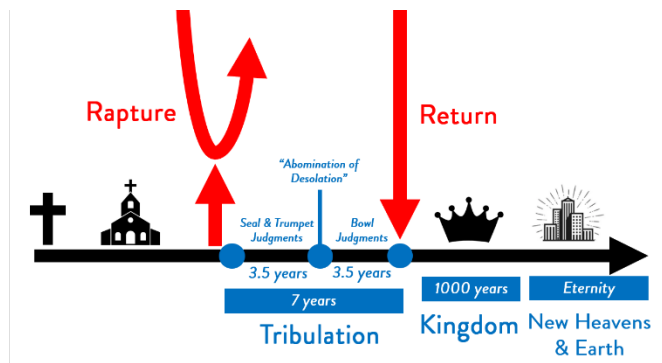 Rapture
Return
“Abomination of
Desolation”
Seal & Trumpet
Judgments
Bowl
Judgments
3.5 years
3.5 years
7 years
Tribulation
1000 years
Kingdom
Eternity
New Heavens
& Earth